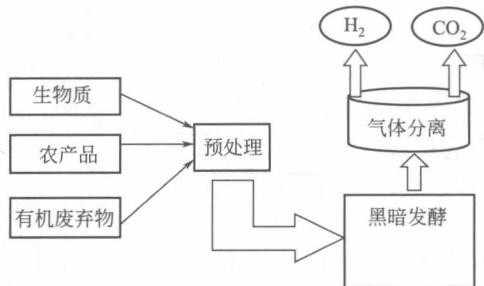 H₂
CO₂
生物质
农产品
有机废弃物
预处理
气体分离
黑暗发酵